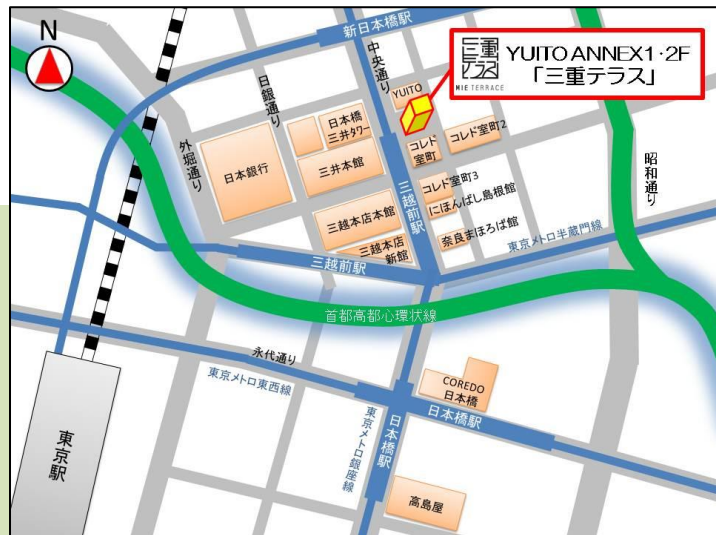 N
新日本橋駅
中央通り
三重テラス
MIE TERRACE
YUITO ANNEX1・2F
「三重テラス」
YUITO
日銀通り
外堀通り
日本橋
三井タワー
コレド
室町
コレド室町2
昭和通り
日本銀行
三井本館
三越前駅
コレド室町3
にほんばし島根館
三越本店本館
三越本店
新館
奈良まほろば館
東京メトロ半蔵門線
三越前駅
首都高都心環状線
永代通り
東京メトロ東西線
COREDO
日本橋
日本橋駅
東京駅
東京メトロ銀座線
日本橋駅
高島屋